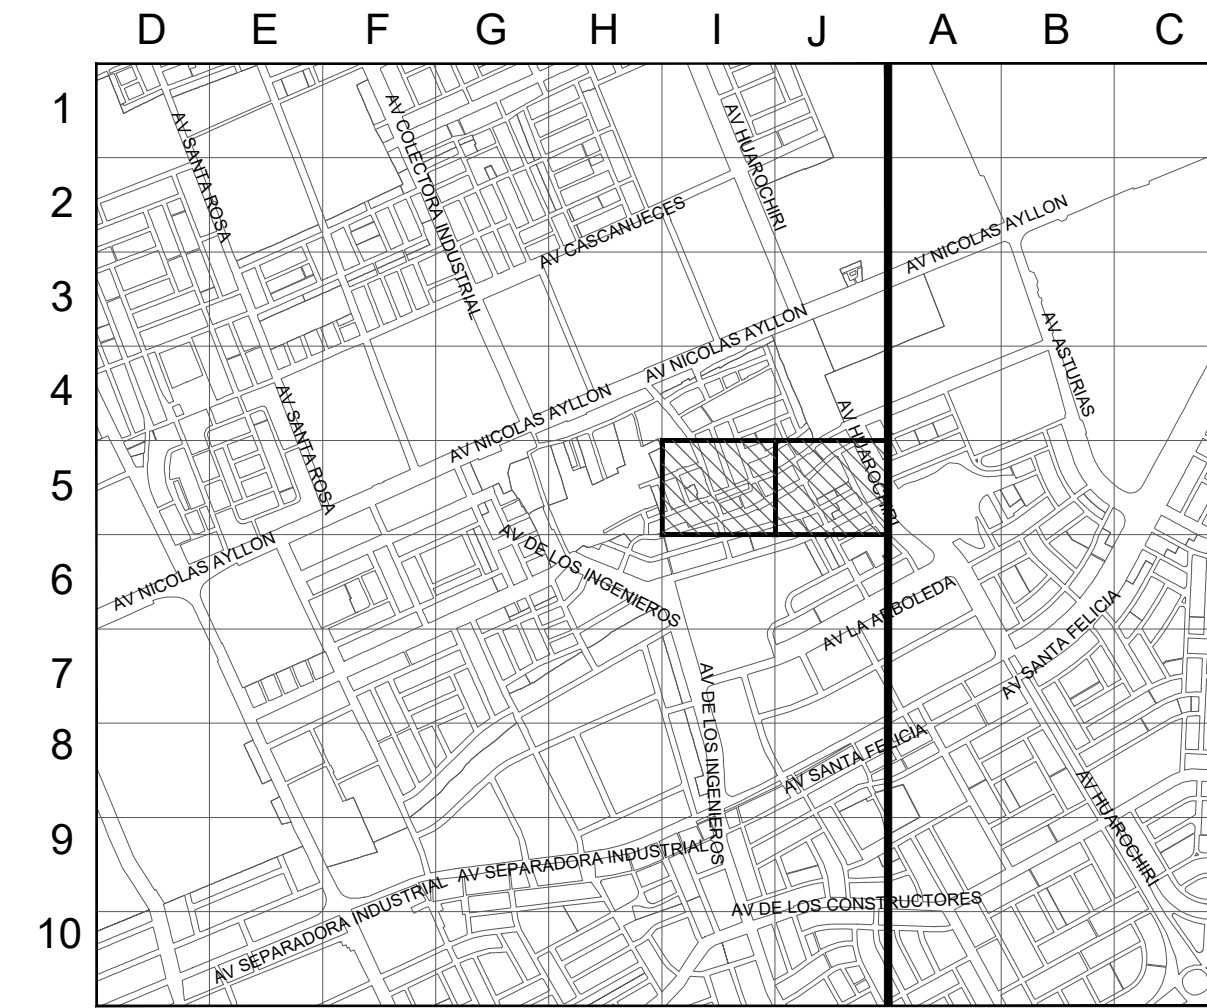 D E F G H I J A B C
1
AV SANTA ROSA
AV COLECTORA INDUSTRIAL
AV HUAROCHIRI
2
AV CASCANUECES
AV NICOLAS AYLLON
3
AV NICOLAS AYLLON
AV ASTURIAS
4
AV NICOLAS AYLLON
AV SANTA ROSA
AV HUAROCHIRI
5
AV NICOLAS AYLLON
AV DE LOS INGENIEROS
6
AV LA ARBOLEDA
AV SANTA FELICIA
7
AV DE LOS INGENIEROS
8
AV SANTA FELICIA
AV HUAROCHIRI
9
AV SEPARADORA INDUSTRIAL
AV SEPARADORA INDUSTRIAL
AV DE LOS CONSTRUCTORES
10